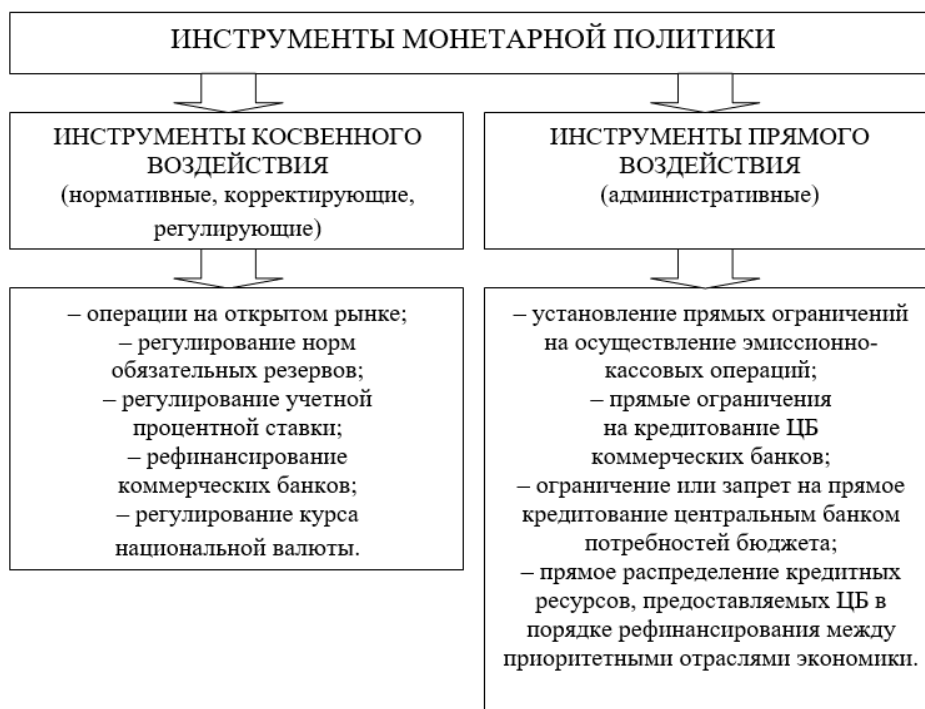 ИНСТРУМЕНТЫ МОНЕТАРНОЙ ПОЛИТИКИ
ИНСТРУМЕНТЫ КОСВЕННОГО
ВОЗДЕЙСТВИЯ
(нормативные, корректирующие,
регулирующие)
ИНСТРУМЕНТЫ ПРЯМОГО
ВОЗДЕЙСТВИЯ
(административные)
– операции на открытом рынке;
– регулирование норм
обязательных резервов;
– регулирование учетной
процентной ставки;
– рефинансирование
коммерческих банков;
– регулирование курса
национальной валюты.
– установление прямых ограничений
на осуществление эмиссионно-
кассовых операций;
– прямые ограничения
на кредитование ЦБ
коммерческих банков;
– ограничение или запрет на прямое
кредитование центральным банком
потребностей бюджета;
– прямое распределение кредитных
ресурсов, предоставляемых ЦБ в
порядке рефинансирования между
приоритетными отраслями экономики.